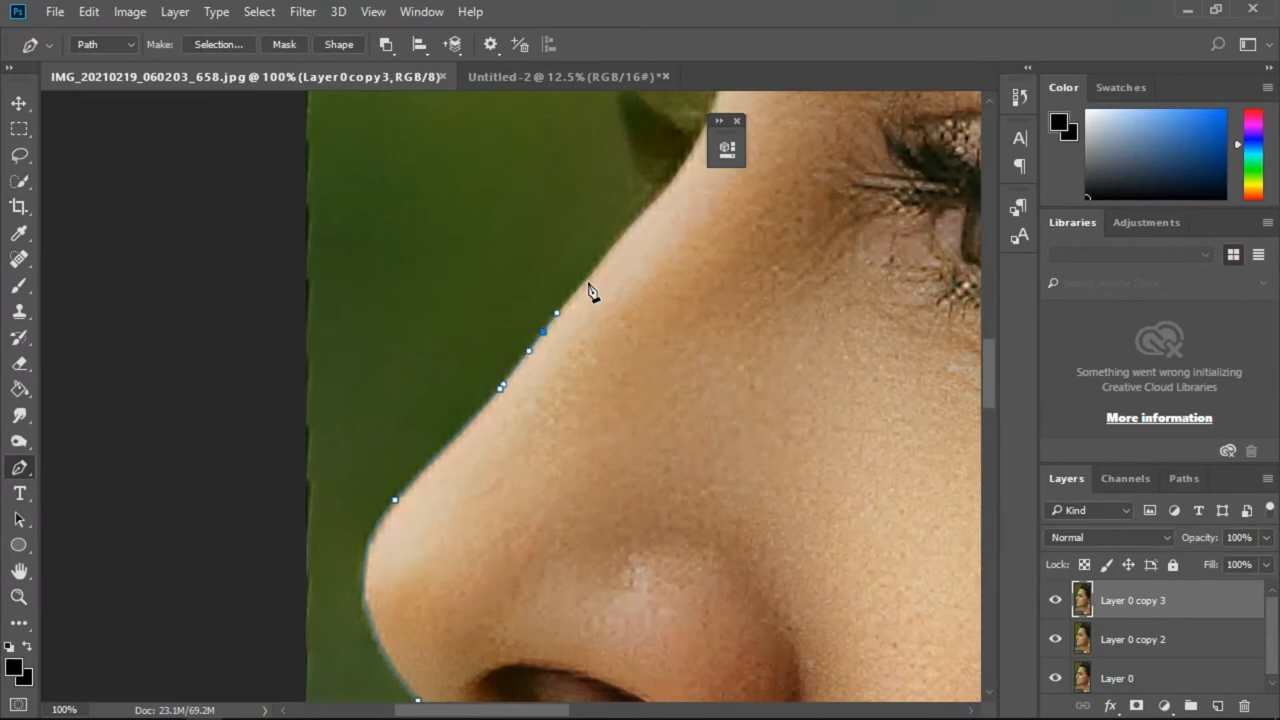 Ps File Edit Image Layer Type Select Filter 3D View Window Help
Path Make: Selection... Mask Shape
IMG_20210219_060203_658.jpg @ 100% (Layer 0 copy 3, RGB/8) Untitled-2 @ 12.5% (RGB/16#) *
Color Swatches
Libraries Adjustments
Something went wrong initializing
Creative Cloud Libraries
More information
Layers Channels Paths
Kind
Normal Opacity: 100%
Lock: Fill: 100%
Layer 0 copy 3
Layer 0 copy 2
Layer 0
100% Doc: 23.1M/69.2M